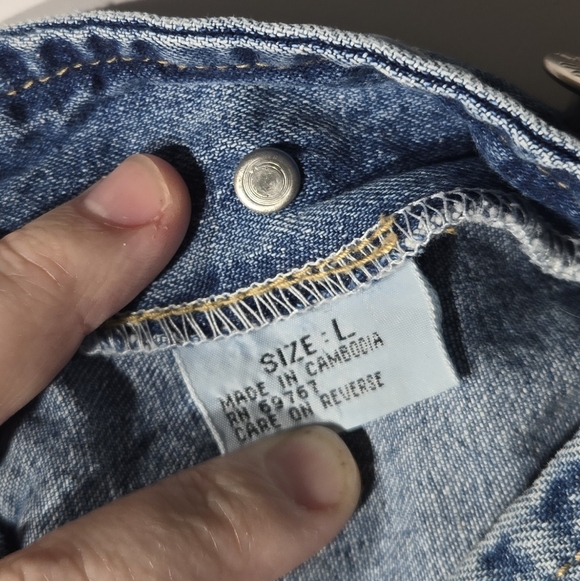 SIZE: L
MADE IN CAMBODIA
RN 69767
CARE ON REVERSE